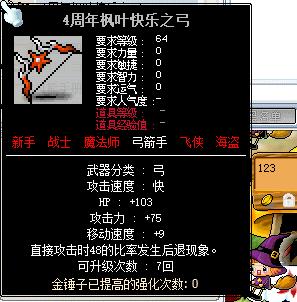 4周年枫叶快乐之弓
要求等级： 64
要求力量： 0
要求敏捷： 0
要求智力： 0
要求运气： 0
要求人气度： -
道具等级： -
道具经验值： -
新手 战士 魔法师 弓箭手 飞侠 海盗
武器分类： 弓
攻击速度： 快
HP ： +103
攻击力 ： +75
移动速度 ： +9
直接攻击时48的比率发生后退现象。
可升级次数 ： 7回
金锤子已提高的强化次数: 0
123